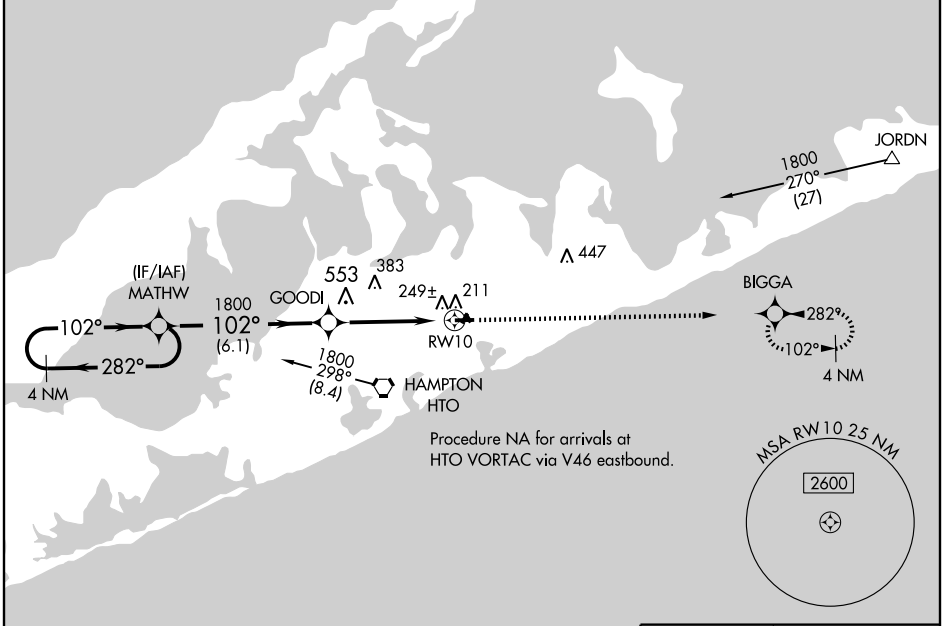 JORDN
1800
270°
(27)
447
(IF/IAF)
MATHW
553
383
GOODI
249±
211
BIGGA
1800
102°
102°
(6.1)
RW10
282°
282°
102°
4 NM
4 NM
1800
298°
(8.4)
HAMPTON
HTO
Procedure NA for arrivals at
HTO VORTAC via V46 eastbound.
MSA RW10 25 NM
2600